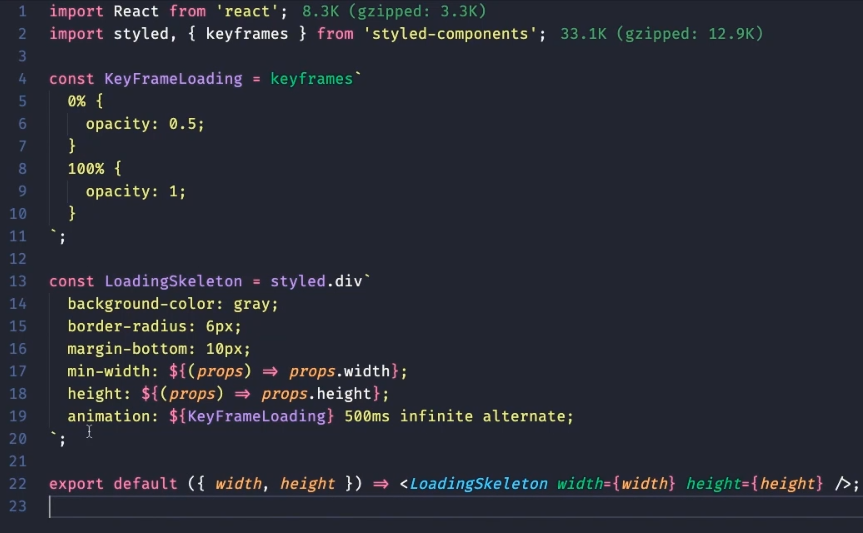 1 import React from 'react'; 8.3K (gzipped: 3.3K)
2 import styled, { keyframes } from 'styled-components'; 33.1K (gzipped: 12.9K)
3
4 const KeyFrameLoading = keyframes`
5   0% {
6     opacity: 0.5;
7   }
8   100% {
9     opacity: 1;
10   }
11 `;
12
13 const LoadingSkeleton = styled.div`
14   background-color: gray;
15   border-radius: 6px;
16   margin-bottom: 10px;
17   min-width: ${(props) => props.width};
18   height: ${(props) => props.height};
19   animation: ${KeyFrameLoading} 500ms infinite alternate;
20 `;
21
22 export default ({ width, height }) => <LoadingSkeleton width={width} height={height} />;
23